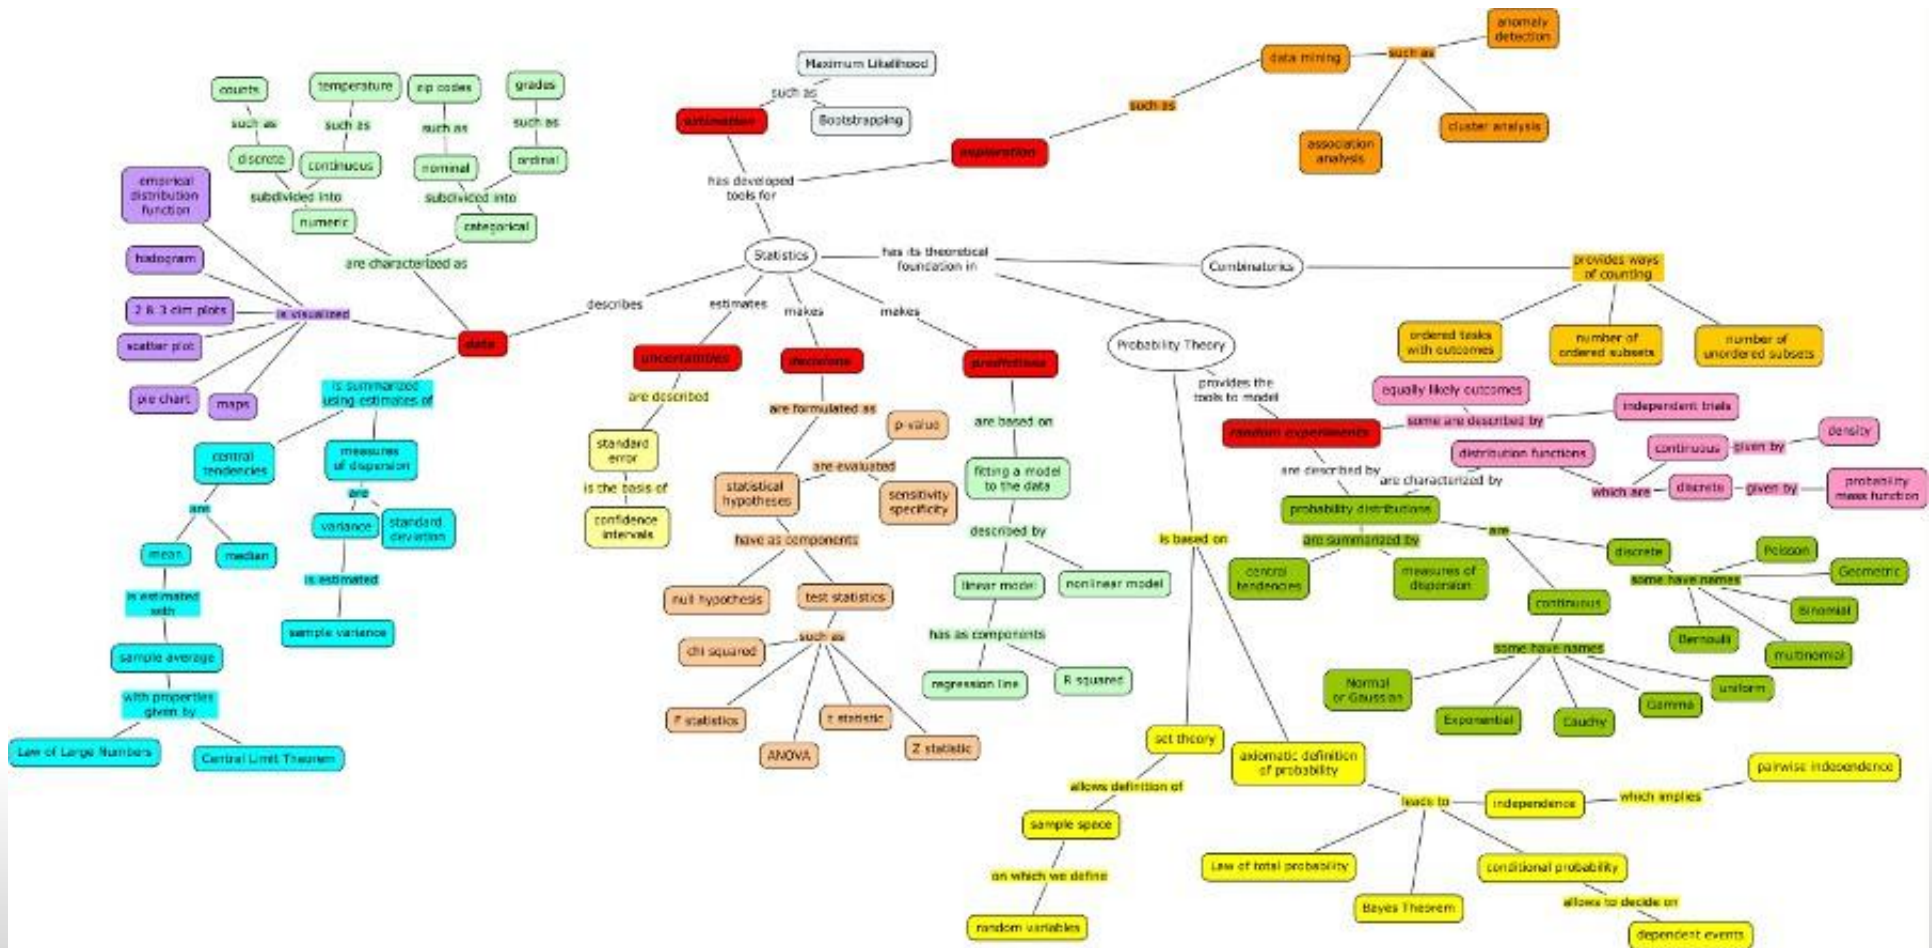 anomaly
detection
Maximum Likelihood
data mining
such as
counts
temperature
zip codes
grades
such as
such as
estimation
Bootstrapping
such as
such as
such as
such as
cluster analysis
association
analysis
discrete
continuous
nominal
ordinal
exploration
empirical
distribution
function
has developed
tools for
subdivided into
subdivided into
numeric
categorical
histogram
are characterized as
Statistics
has its theoretical
foundation in
Combinatorics
provides ways
of counting
2 & 3 dim plots
is visualized
describes
estimates
makes
makes
scatter plot
data
Probability Theory
ordered tasks
with outcomes
number of
ordered subsets
number of
unordered subsets
uncertainties
decisions
predictions
pie chart
maps
is summarized
using estimates of
are described
are formulated as
provides the
tools to model
equally likely outcomes
independent trials
some are described by
random experiments
p-value
are based on
density
continuous
given by
central
tendencies
measures
of dispersion
standard
error
are evaluated
distribution functions
are described by
are characterized by
which are
discrete
given by
probability
mass function
fitting a model
to the data
is the basis of
statistical
hypotheses
sensitivity
specificity
are
are
probability distributions
variance
standard
deviation
confidence
intervals
described by
mean
median
have as components
is based on
are summarized by
are
discrete
Poisson
Geometric
some have names
central
tendencies
measures of
dispersion
is estimated
linear model
nonlinear model
is estimated
with
null hypothesis
test statistics
continuous
Binomial
Bernoulli
multinomial
sample variance
such as
has as components
some have names
sample average
chi squared
regression line
R squared
Normal
or Gaussian
uniform
Gamma
Exponential
Cauchy
with properties
given by
F statistics
t statistic
Z statistic
ANOVA
Law of Large Numbers
Central Limit Theorem
set theory
axiomatic definition
of probability
pairwise independence
allows definition of
leads to
independence
which implies
sample space
Law of total probability
conditional probability
on which we define
Bayes Theorem
allows to decide on
random variables
dependent events